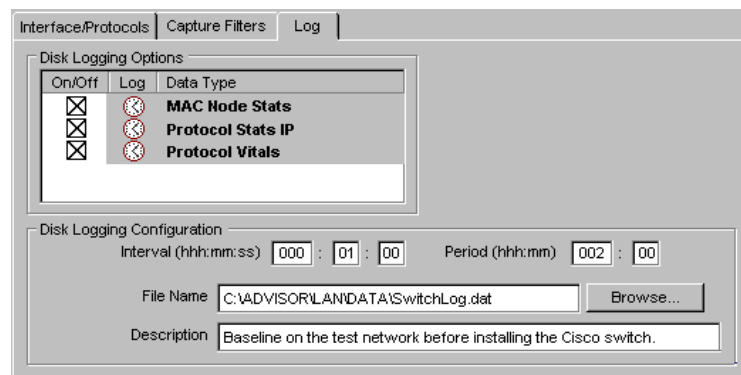 Interface/Protocols Capture Filters Log
Disk Logging Options
On/Off Log Data Type
MAC Node Stats
Protocol Stats IP
Protocol Vitals
Disk Logging Configuration
Interval (hhh:mm:ss) 000 : 01 : 00 Period (hhh:mm) 002 : 00
File Name C:\ADVISOR\LAN\DATA\SwitchLog.dat Browse...
Description Baseline on the test network before installing the Cisco switch.